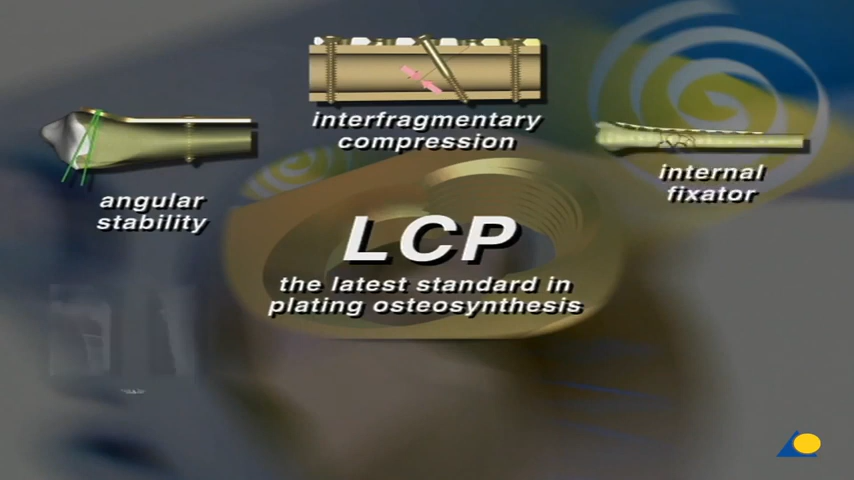 interfragmentary
compression
angular
stability
internal
fixator
LCP
the latest standard in
plating osteosynthesis